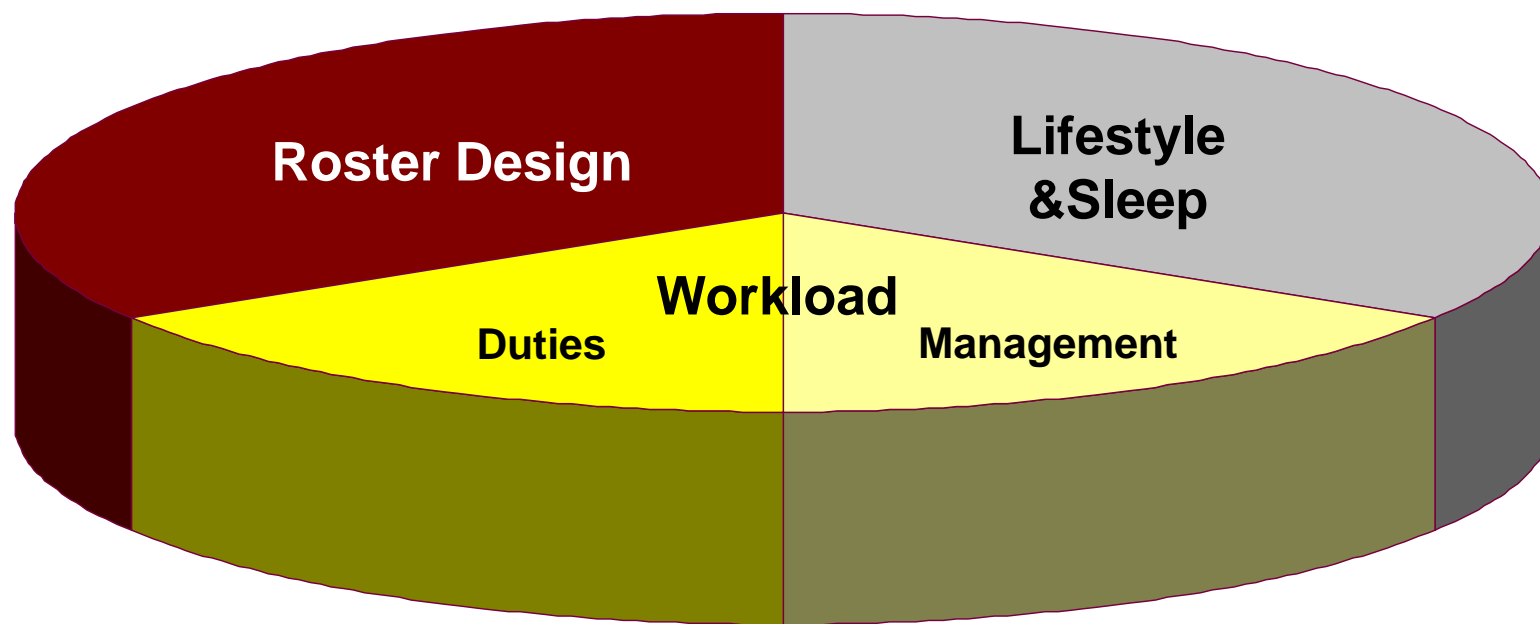 Roster Design
Lifestyle
&Sleep
Workload
Duties
Management